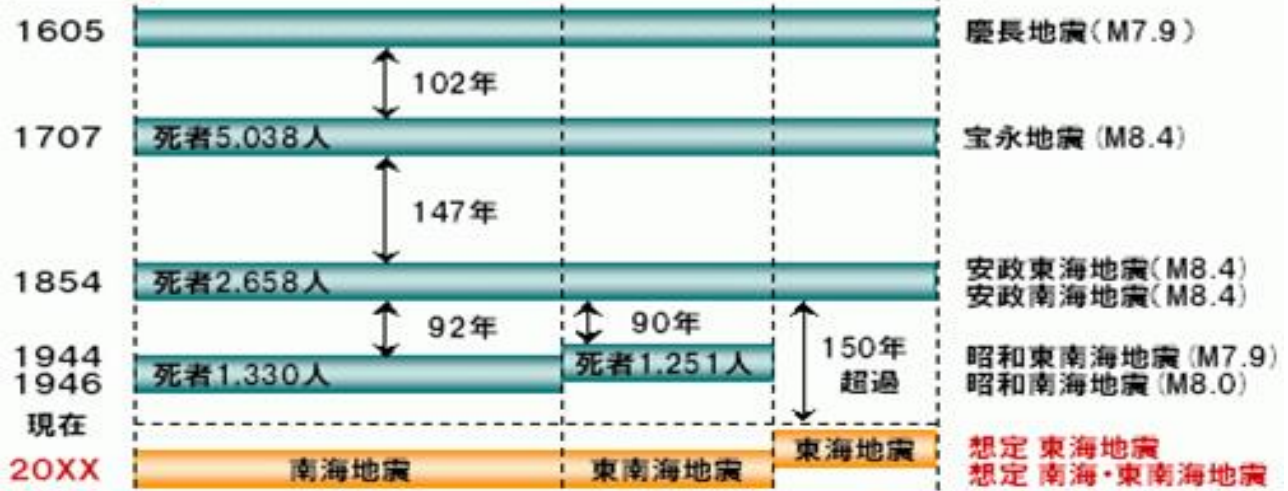 1605
慶長地震(M7.9)
102年
1707
死者5.038人
宝永地震(M8.4)
147年
1854
死者2.658人
安政東海地震(M8.4)
安政南海地震(M8.4)
92年
90年
150年
超過
1944
1946
死者1.330人
死者1.251人
昭和東南海地震(M7.9)
昭和南海地震(M8.0)
現在
20XX
南海地震
東南海地震
東海地震
想定 東海地震
想定 南海・東南海地震